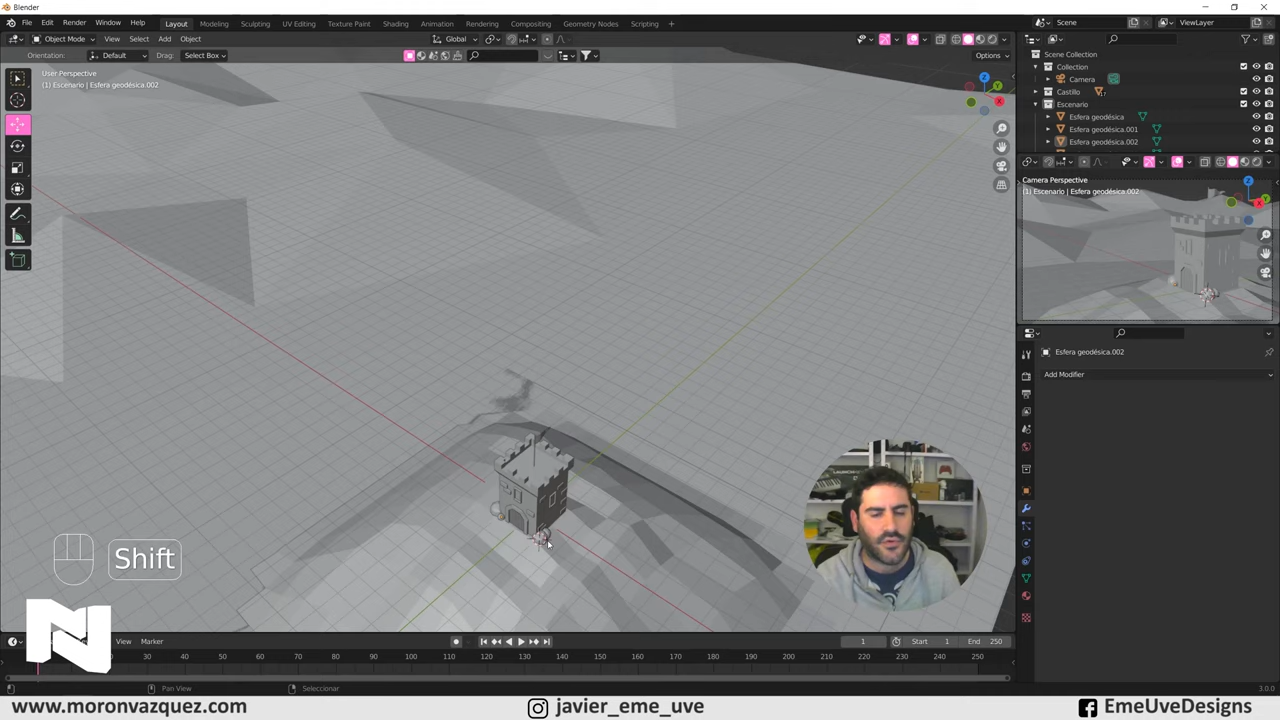 Blender
File Edit Render Window Help Layout Modeling Sculpting UV Editing Texture Paint Shading Animation Rendering Compositing Geometry Nodes Scripting Scene ViewLayer
Object Mode View Select Add Object Global
Orientation: Default Drag: Select Box Options
User Perspective
(1) Escenario | Esfera geodésica.002
Scene Collection
Collection
Camera
Castillo
Escenario
Esfera geodésica
Esfera geodésica.001
Esfera geodésica.002
Camera Perspective
(1) Escenario | Esfera geodésica.002
Esfera geodésica.002
Add Modifier
Shift
View Marker 1 Start 1 End 250
30 40 50 60 70 80 90 100 110 120 130 140 150 160 170 180 190 200 210 220 230 240 250
Pan View Seleccionar 3.0.0
www.moronvazquez.com javier_eme_uve EmeUveDesigns